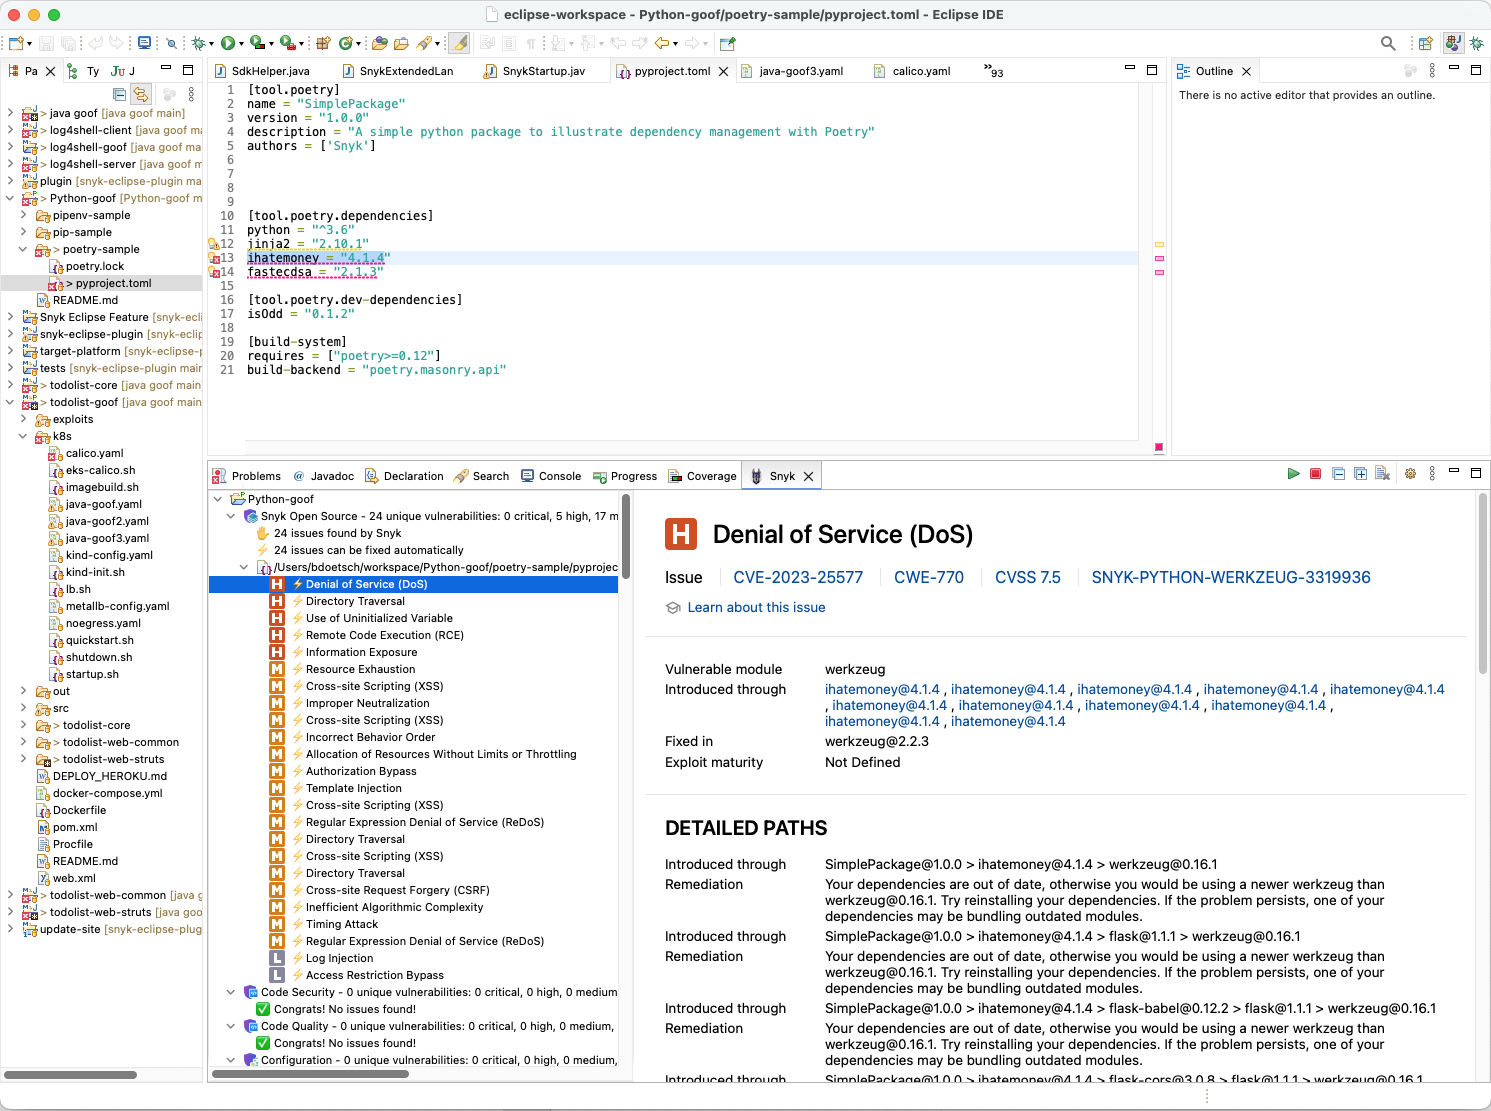 eclipse-workspace - Python-goof/poetry-sample/pyproject.toml - Eclipse IDE
Pa
Ty
J
SdkHelper.java
SnykExtendedLan
SnykStartup.jav
pyproject.toml
java-goof3.yaml
calico.yaml
»93
Outline
There is no active editor that provides an outline.
> java goof [java goof main]
> log4shell-client [java goof m
> log4shell-goof [java goof ma
> log4shell-server [java goof m
plugin [snyk-eclipse-plugin ma
> Python-goof [Python-goof m
pipenv-sample
pip-sample
> poetry-sample
poetry.lock
> pyproject.toml
README.md
Snyk Eclipse Feature [snyk-ecli
snyk-eclipse-plugin [snyk-eclip
target-platform [snyk-eclipse-p
tests [snyk-eclipse-plugin main
> todolist-core [java goof main
> todolist-goof [java goof main
exploits
k8s
calico.yaml
eks-calico.sh
imagebuild.sh
java-goof.yaml
java-goof2.yaml
java-goof3.yaml
kind-config.yaml
kind-init.sh
lb.sh
metallb-config.yaml
noegress.yaml
quickstart.sh
shutdown.sh
startup.sh
out
src
> todolist-core
> todolist-web-common
> todolist-web-struts
DEPLOY_HEROKU.md
docker-compose.yml
Dockerfile
pom.xml
Procfile
README.md
web.xml
> todolist-web-common [java g
> todolist-web-struts [java goo
update-site [snyk-eclipse-plug
1 [tool.poetry]
2 name = "SimplePackage"
3 version = "1.0.0"
4 description = "A simple python package to illustrate dependency management with Poetry"
5 authors = ['Snyk']
6
7
8
9
10 [tool.poetry.dependencies]
11 python = "^3.6"
12 jinja2 = "2.10.1"
13 ihatemoney = "4.1.4"
14 fastecdsa = "2.1.3"
15
16 [tool.poetry.dev-dependencies]
17 isOdd = "0.1.2"
18
19 [build-system]
20 requires = ["poetry>=0.12"]
21 build-backend = "poetry.masonry.api"
Problems
@ Javadoc
Declaration
Search
Console
Progress
Coverage
Snyk
Python-goof
Snyk Open Source - 24 unique vulnerabilities: 0 critical, 5 high, 17 m
24 issues found by Snyk
24 issues can be fixed automatically
/Users/bdoetsch/workspace/Python-goof/poetry-sample/pyprojec
H Denial of Service (DoS)
H Directory Traversal
H Use of Uninitialized Variable
H Remote Code Execution (RCE)
H Information Exposure
M Resource Exhaustion
M Cross-site Scripting (XSS)
M Improper Neutralization
M Cross-site Scripting (XSS)
M Incorrect Behavior Order
M Allocation of Resources Without Limits or Throttling
M Authorization Bypass
M Template Injection
M Cross-site Scripting (XSS)
M Regular Expression Denial of Service (ReDoS)
M Directory Traversal
M Cross-site Scripting (XSS)
M Directory Traversal
M Cross-site Request Forgery (CSRF)
M Inefficient Algorithmic Complexity
M Timing Attack
M Regular Expression Denial of Service (ReDoS)
L Log Injection
L Access Restriction Bypass
Code Security - 0 unique vulnerabilities: 0 critical, 0 high, 0 medium
Congrats! No issues found!
Code Quality - 0 unique vulnerabilities: 0 critical, 0 high, 0 medium,
Congrats! No issues found!
Configuration - 0 unique vulnerabilities: 0 critical, 0 high, 0 medium,
H Denial of Service (DoS)
Issue CVE-2023-25577 CWE-770 CVSS 7.5 SNYK-PYTHON-WERKZEUG-3319936
Learn about this issue
Vulnerable module werkzeug
Introduced through ihatemoney@4.1.4 , ihatemoney@4.1.4 , ihatemoney@4.1.4 , ihatemoney@4.1.4 , ihatemoney@4.1.4
, ihatemoney@4.1.4 , ihatemoney@4.1.4 , ihatemoney@4.1.4 , ihatemoney@4.1.4 ,
ihatemoney@4.1.4 , ihatemoney@4.1.4
Fixed in werkzeug@2.2.3
Exploit maturity Not Defined
DETAILED PATHS
Introduced through SimplePackage@1.0.0 > ihatemoney@4.1.4 > werkzeug@0.16.1
Remediation Your dependencies are out of date, otherwise you would be using a newer werkzeug than
werkzeug@0.16.1. Try reinstalling your dependencies. If the problem persists, one of your
dependencies may be bundling outdated modules.
Introduced through SimplePackage@1.0.0 > ihatemoney@4.1.4 > flask@1.1.1 > werkzeug@0.16.1
Remediation Your dependencies are out of date, otherwise you would be using a newer werkzeug than
werkzeug@0.16.1. Try reinstalling your dependencies. If the problem persists, one of your
dependencies may be bundling outdated modules.
Introduced through SimplePackage@1.0.0 > ihatemoney@4.1.4 > flask-babel@0.12.2 > flask@1.1.1 > werkzeug@0.16.1
Remediation Your dependencies are out of date, otherwise you would be using a newer werkzeug than
werkzeug@0.16.1. Try reinstalling your dependencies. If the problem persists, one of your
dependencies may be bundling outdated modules.
Introduced through SimplePackage@1.0.0 > ihatemoney@4.1.4 > flask-cors@3.0.8 > flask@1.1.1 > werkzeug@0.16.1